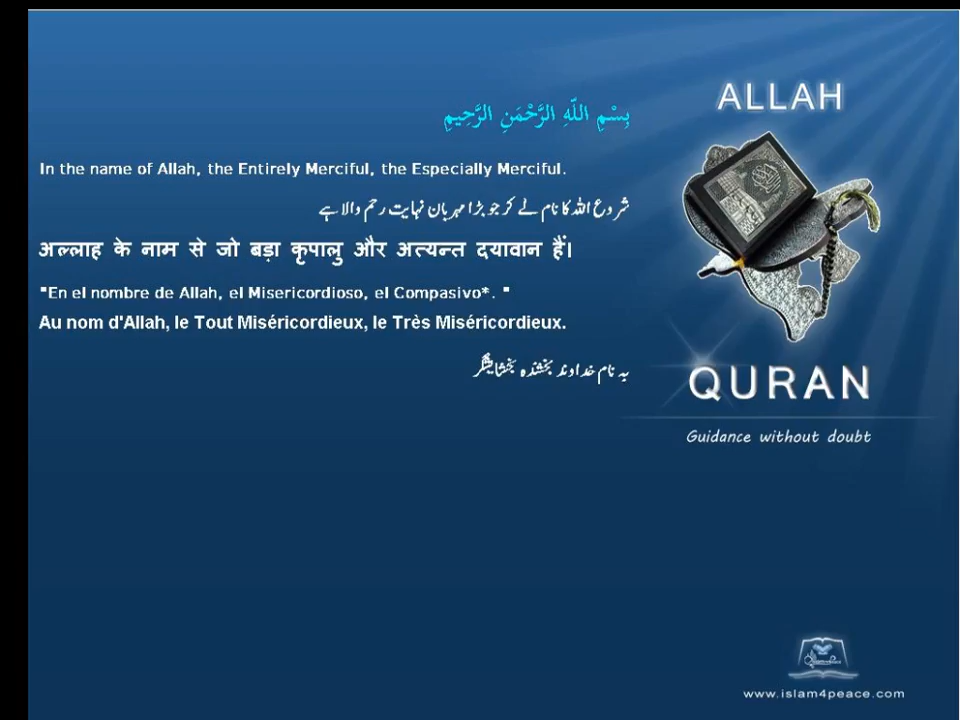 بِسْمِ اللّهِ الرَّحْمَنِ الرَّحِيمِ
In the name of Allah, the Entirely Merciful, the Especially Merciful.
شروع اللہ کا نام لے کر جو بڑا مہربان نہایت رحم والا ہے
अल्लाह के नाम से जो बड़ा कृपालु और अत्यन्त दयावान हैं।
"En el nombre de Allah, el Misericordioso, el Compasivo*. "
Au nom d'Allah, le Tout Miséricordieux, le Très Miséricordieux.
به نام خداوند بخشنده بخشایشگر
ALLAH
QURAN
Guidance without doubt
www.islam4peace.com